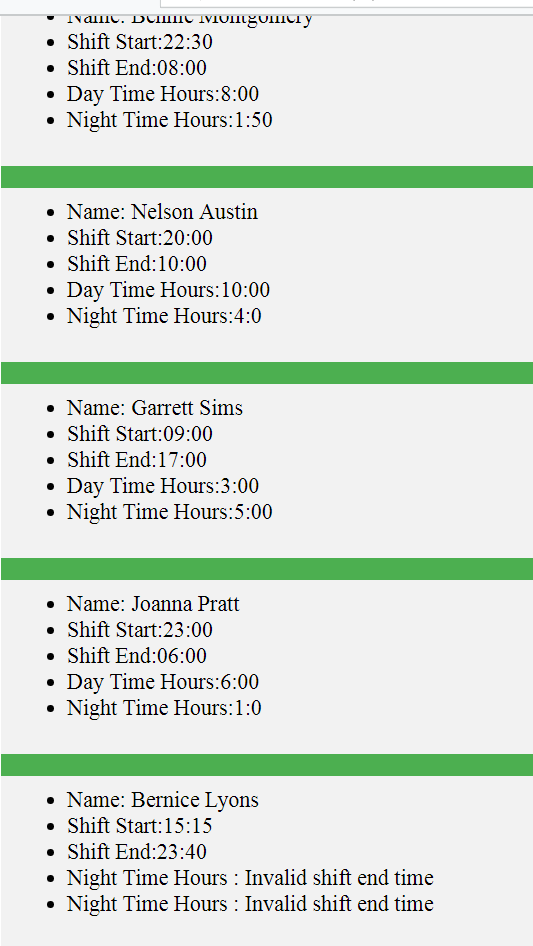 Name: Bennie Montgomery
Shift Start:22:30
Shift End:08:00
Day Time Hours:8:00
Night Time Hours:1:50
Name: Nelson Austin
Shift Start:20:00
Shift End:10:00
Day Time Hours:10:00
Night Time Hours:4:0
Name: Garrett Sims
Shift Start:09:00
Shift End:17:00
Day Time Hours:3:00
Night Time Hours:5:00
Name: Joanna Pratt
Shift Start:23:00
Shift End:06:00
Day Time Hours:6:00
Night Time Hours:1:0
Name: Bernice Lyons
Shift Start:15:15
Shift End:23:40
Night Time Hours : Invalid shift end time
Night Time Hours : Invalid shift end time